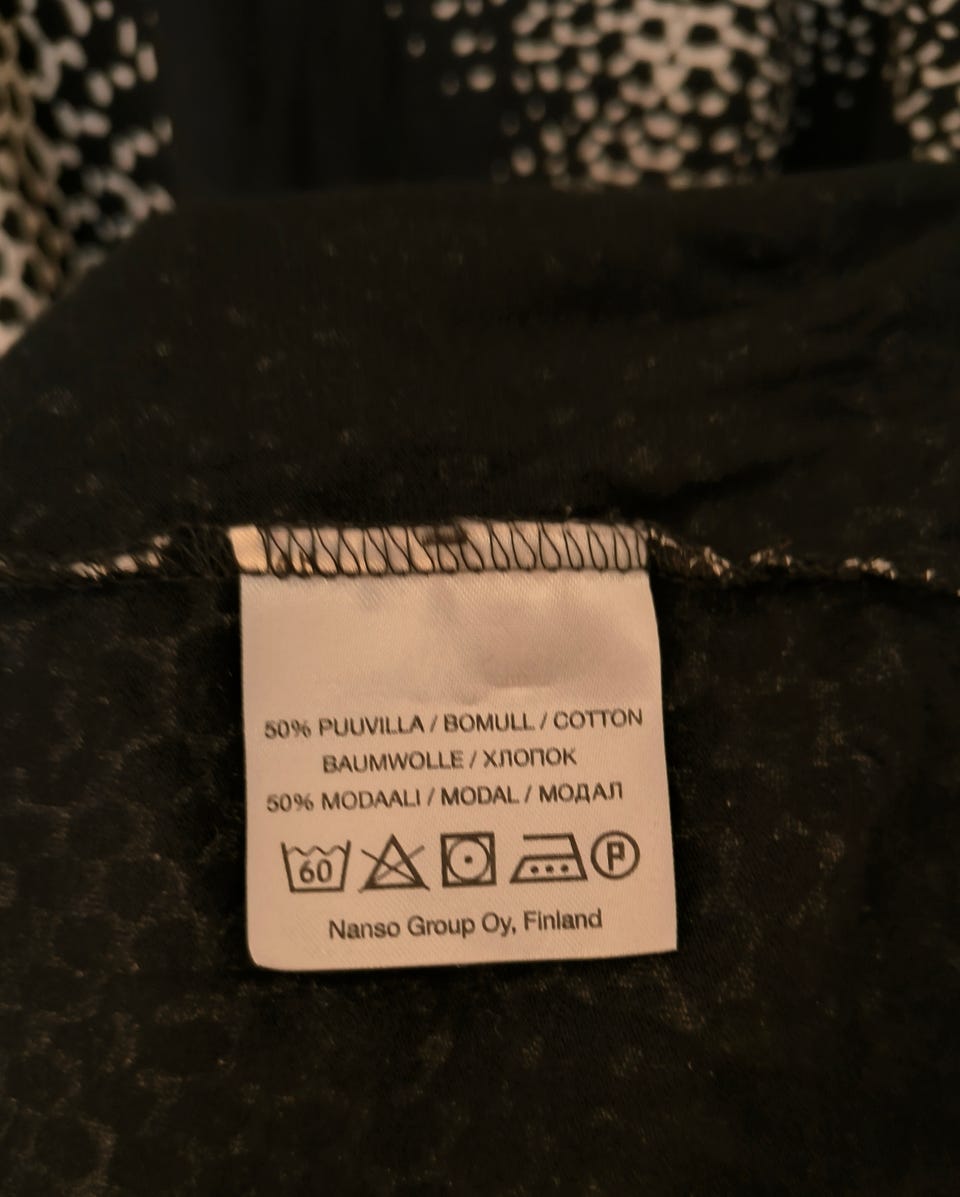 50% PUUVILLA / BOMULL / COTTON
BAUMWOLLE / ХЛОПОК
50% MODAALI / MODAL / МОДАЛ
60 P
Nanso Group Oy, Finland